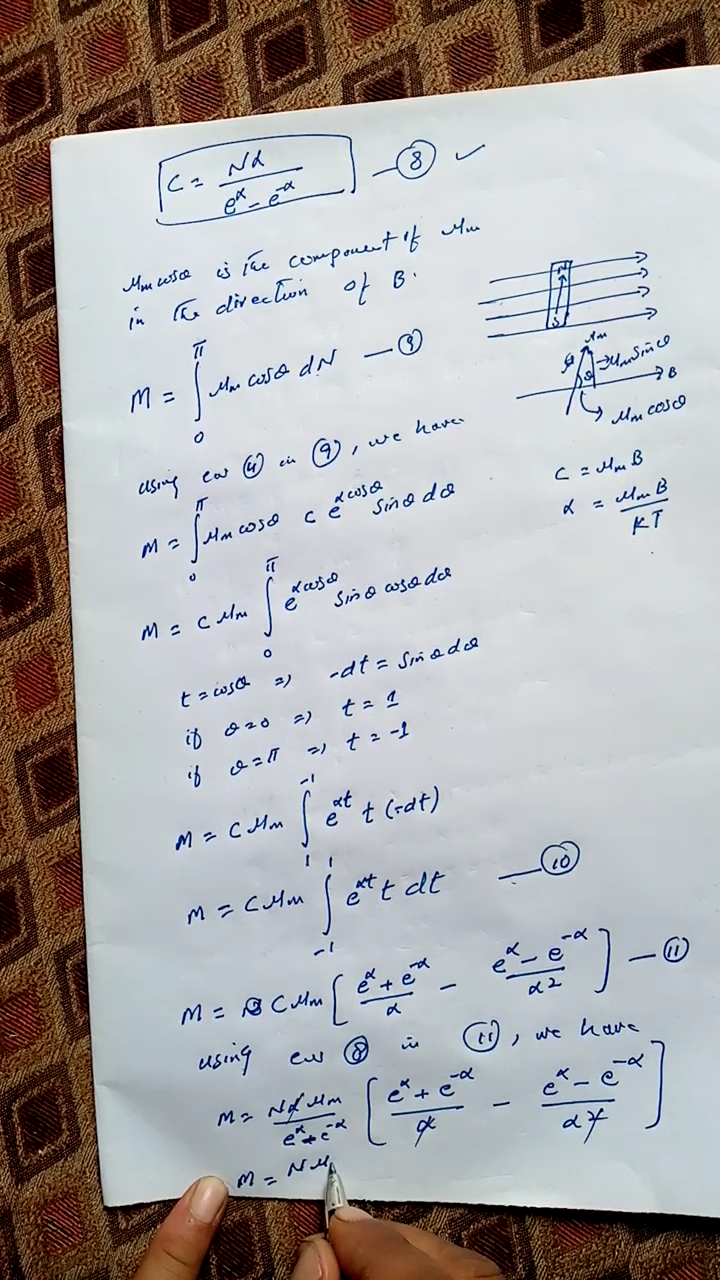 C = Nα / (e^α - e^-α) — ⑧ ✓
μm cosθ is the component of μm
in the direction of B.
N
S
μm
θ → μm sinθ
B
μm cosθ
M = ∫₀^π μm cosθ dN — ⑨
C = μm B
α = μm B / KT
using eqn ④ in ⑨, we have
M = ∫₀^π μm cosθ C e^(α cosθ) sinθ dθ
M = C μm ∫₀^π e^(α cosθ) sinθ cosθ dθ
t = cosθ => -dt = sinθ dθ
if θ=0 => t = 1
if θ=π => t = -1
M = C μm ∫₁^-1 e^(αt) t (-dt)
M = C μm ∫₋₁^1 e^(αt) t dt — ⑩
M = C μm [ (e^α + e^-α)/α - (e^α - e^-α)/α2 ] — ⑪
using eqn ⑧ in ⑪, we have
M = Nα μm / (e^α - e^-α) [ (e^α + e^-α)/α - (e^α - e^-α)/α2 ]
M = Nμ